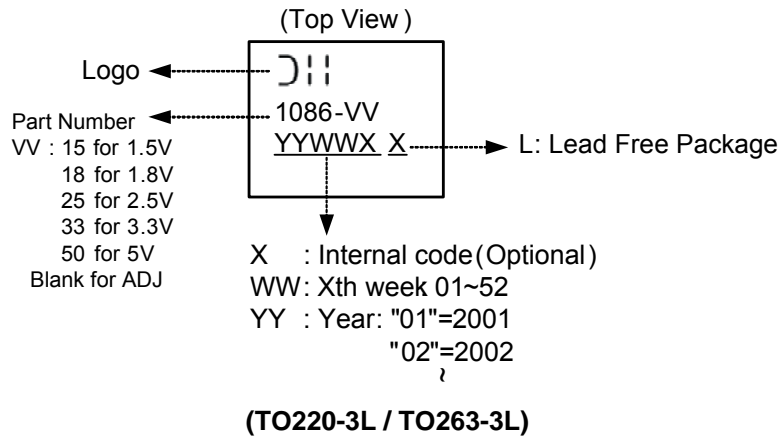 (Top View)
Logo
1086-VV
Part Number
VV : 15 for 1.5V
18 for 1.8V
25 for 2.5V
33 for 3.3V
50 for 5V
Blank for ADJ
YYWWX X
L: Lead Free Package
X : Internal code(Optional)
WW: Xth week 01~52
YY : Year: "01"=2001
"02"=2002
~
(TO220-3L / TO263-3L)